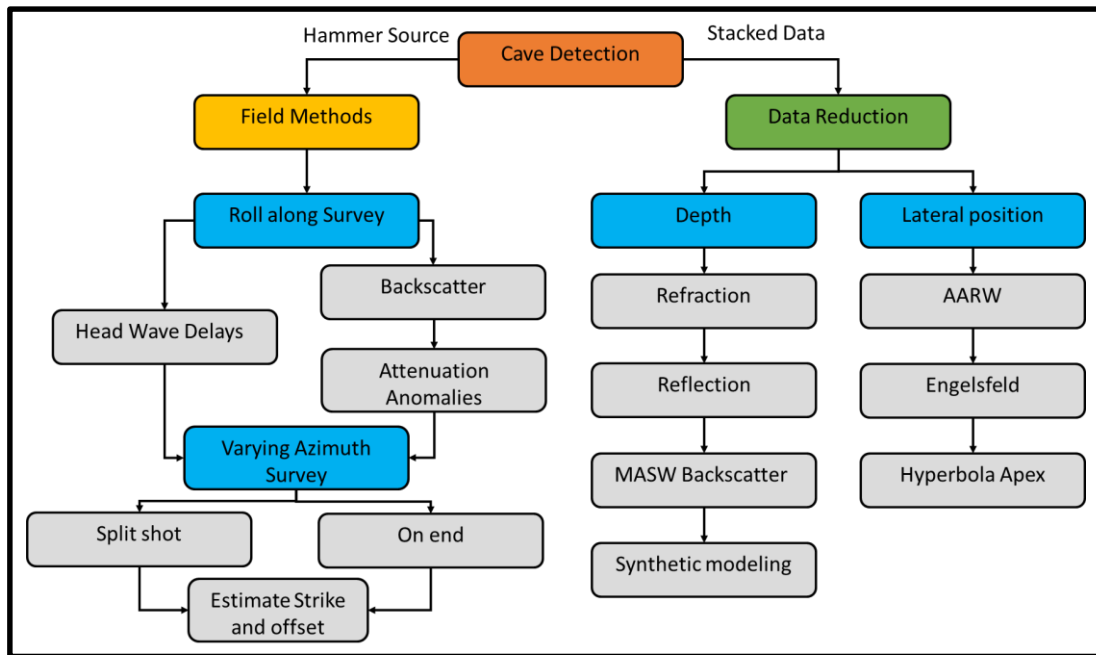 Hammer Source
Stacked Data
Cave Detection
Field Methods
Data Reduction
Roll along Survey
Depth
Lateral position
Backscatter
Refraction
AARW
Head Wave Delays
Attenuation
Anomalies
Reflection
Engelsfeld
Varying Azimuth
Survey
MASW Backscatter
Hyperbola Apex
Split shot
On end
Synthetic modeling
Estimate Strike
and offset